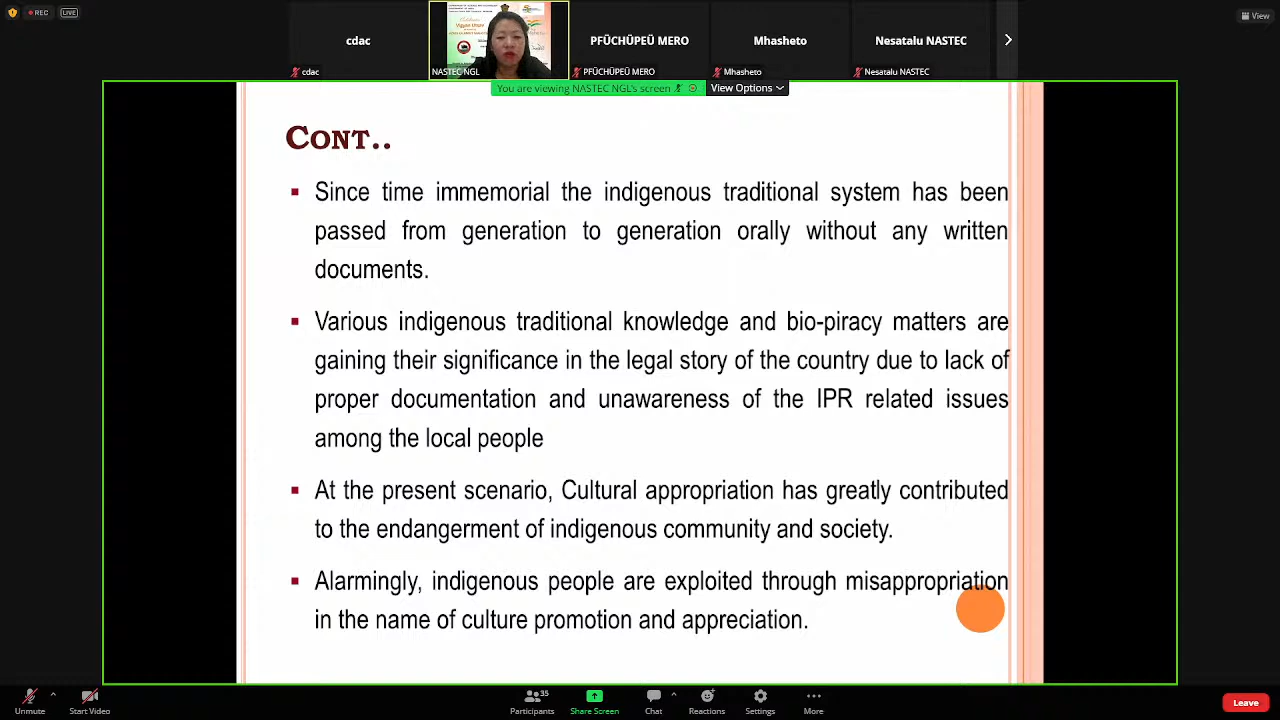 REC
LIVE
View
cdac
PFÜCHÜPEÜ MERO
Mhasheto
Nesatalu NASTEC
cdac
NASTEC NGL
PFÜCHÜPEÜ MERO
Mhasheto
Nesatalu NASTEC
You are viewing NASTEC NGL's screen
View Options
CONT..
Since time immemorial the indigenous traditional system has been
passed from generation to generation orally without any written
documents.
Various indigenous traditional knowledge and bio-piracy matters are
gaining their significance in the legal story of the country due to lack of
proper documentation and unawareness of the IPR related issues
among the local people
At the present scenario, Cultural appropriation has greatly contributed
to the endangerment of indigenous community and society.
Alarmingly, indigenous people are exploited through misappropriation
in the name of culture promotion and appreciation.
Unmute
Start Video
35
Participants
Share Screen
Chat
Reactions
Settings
More
Leave